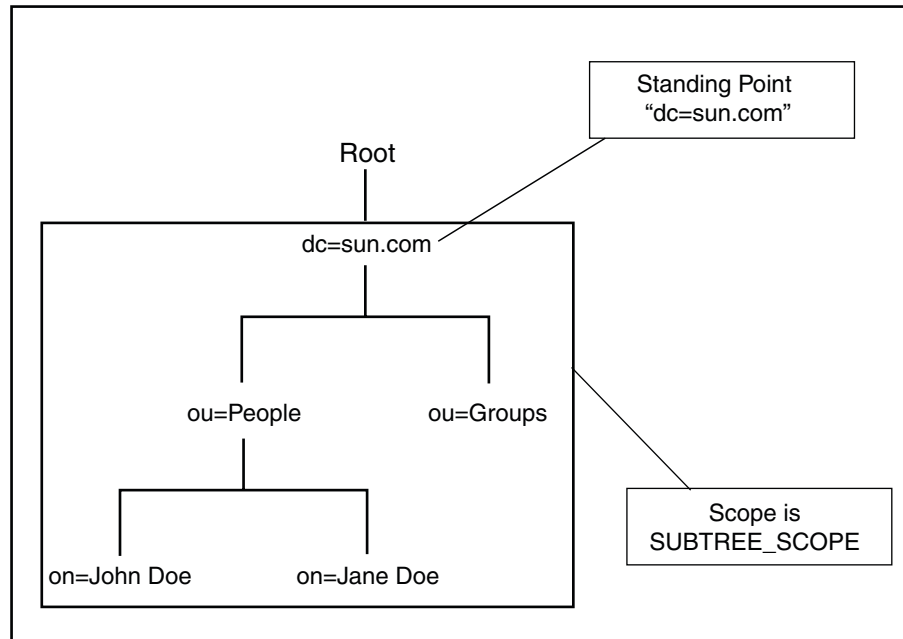 Standing Point
“dc=sun.com”
Root
dc=sun.com
ou=People
ou=Groups
Scope is
SUBTREE_SCOPE
on=John Doe
on=Jane Doe